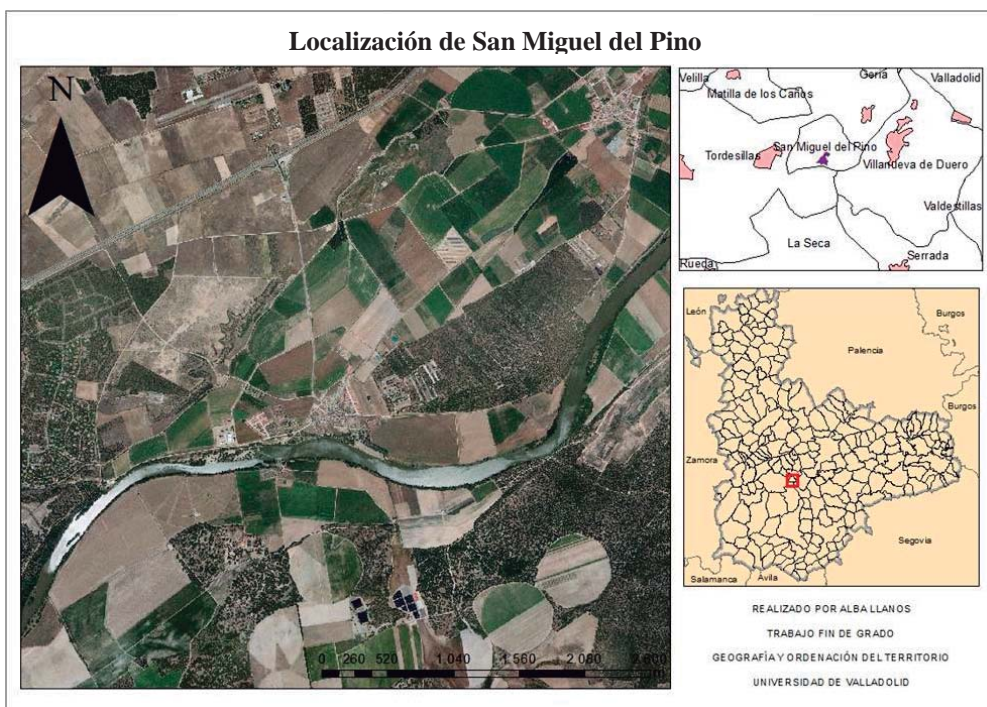 Localización de San Miguel del Pino
N
0 260 520 1.040 1.560 2.080 2.600
Velilla
Geria
Valladolid
Matilla de los Caños
San Miguel del Pino
Tordesillas
Villanueva de Duero
Valdestillas
La Seca
Rueda
Serrada
León
Burgos
Palencia
Burgos
Zamora
Segovia
Salamanca
Ávila
REALIZADO POR ALBA LLANOS
TRABAJO FIN DE GRADO
GEOGRAFÍA Y ORDENACIÓN DEL TERRITORIO
UNIVERSIDAD DE VALLADOLID